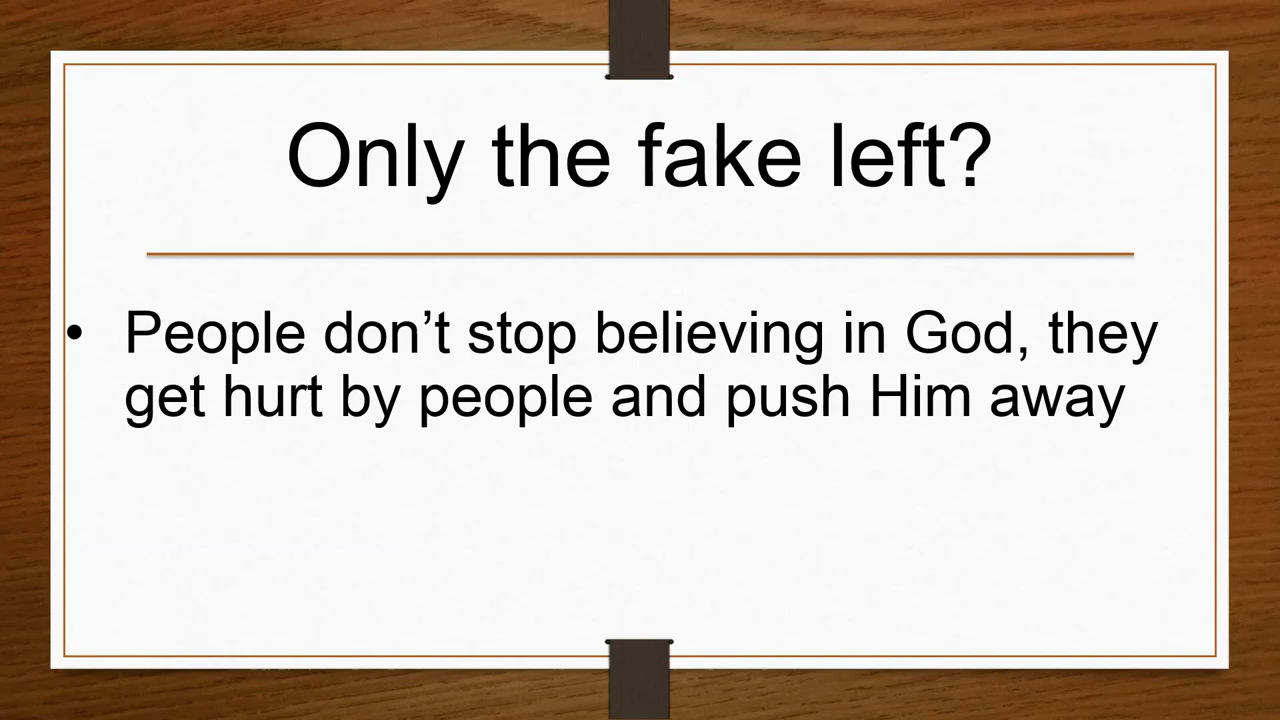 Only the fake left?
• People don’t stop believing in God, they
get hurt by people and push Him away